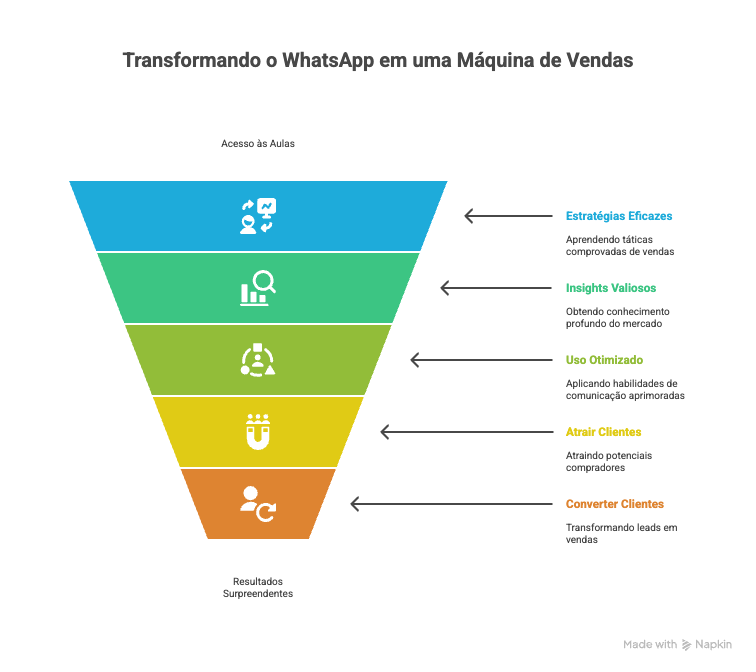 Transformando o WhatsApp em uma Máquina de Vendas
Acesso às Aulas
Estratégias Eficazes
Aprendendo táticas
comprovadas de vendas
Insights Valiosos
Obtendo conhecimento
profundo do mercado
Uso Otimizado
Aplicando habilidades de
comunicação aprimoradas
Atrair Clientes
Atraindo potenciais
compradores
Converter Clientes
Transformando leads em
vendas
Resultados
Surpreendentes
Made with Napkin